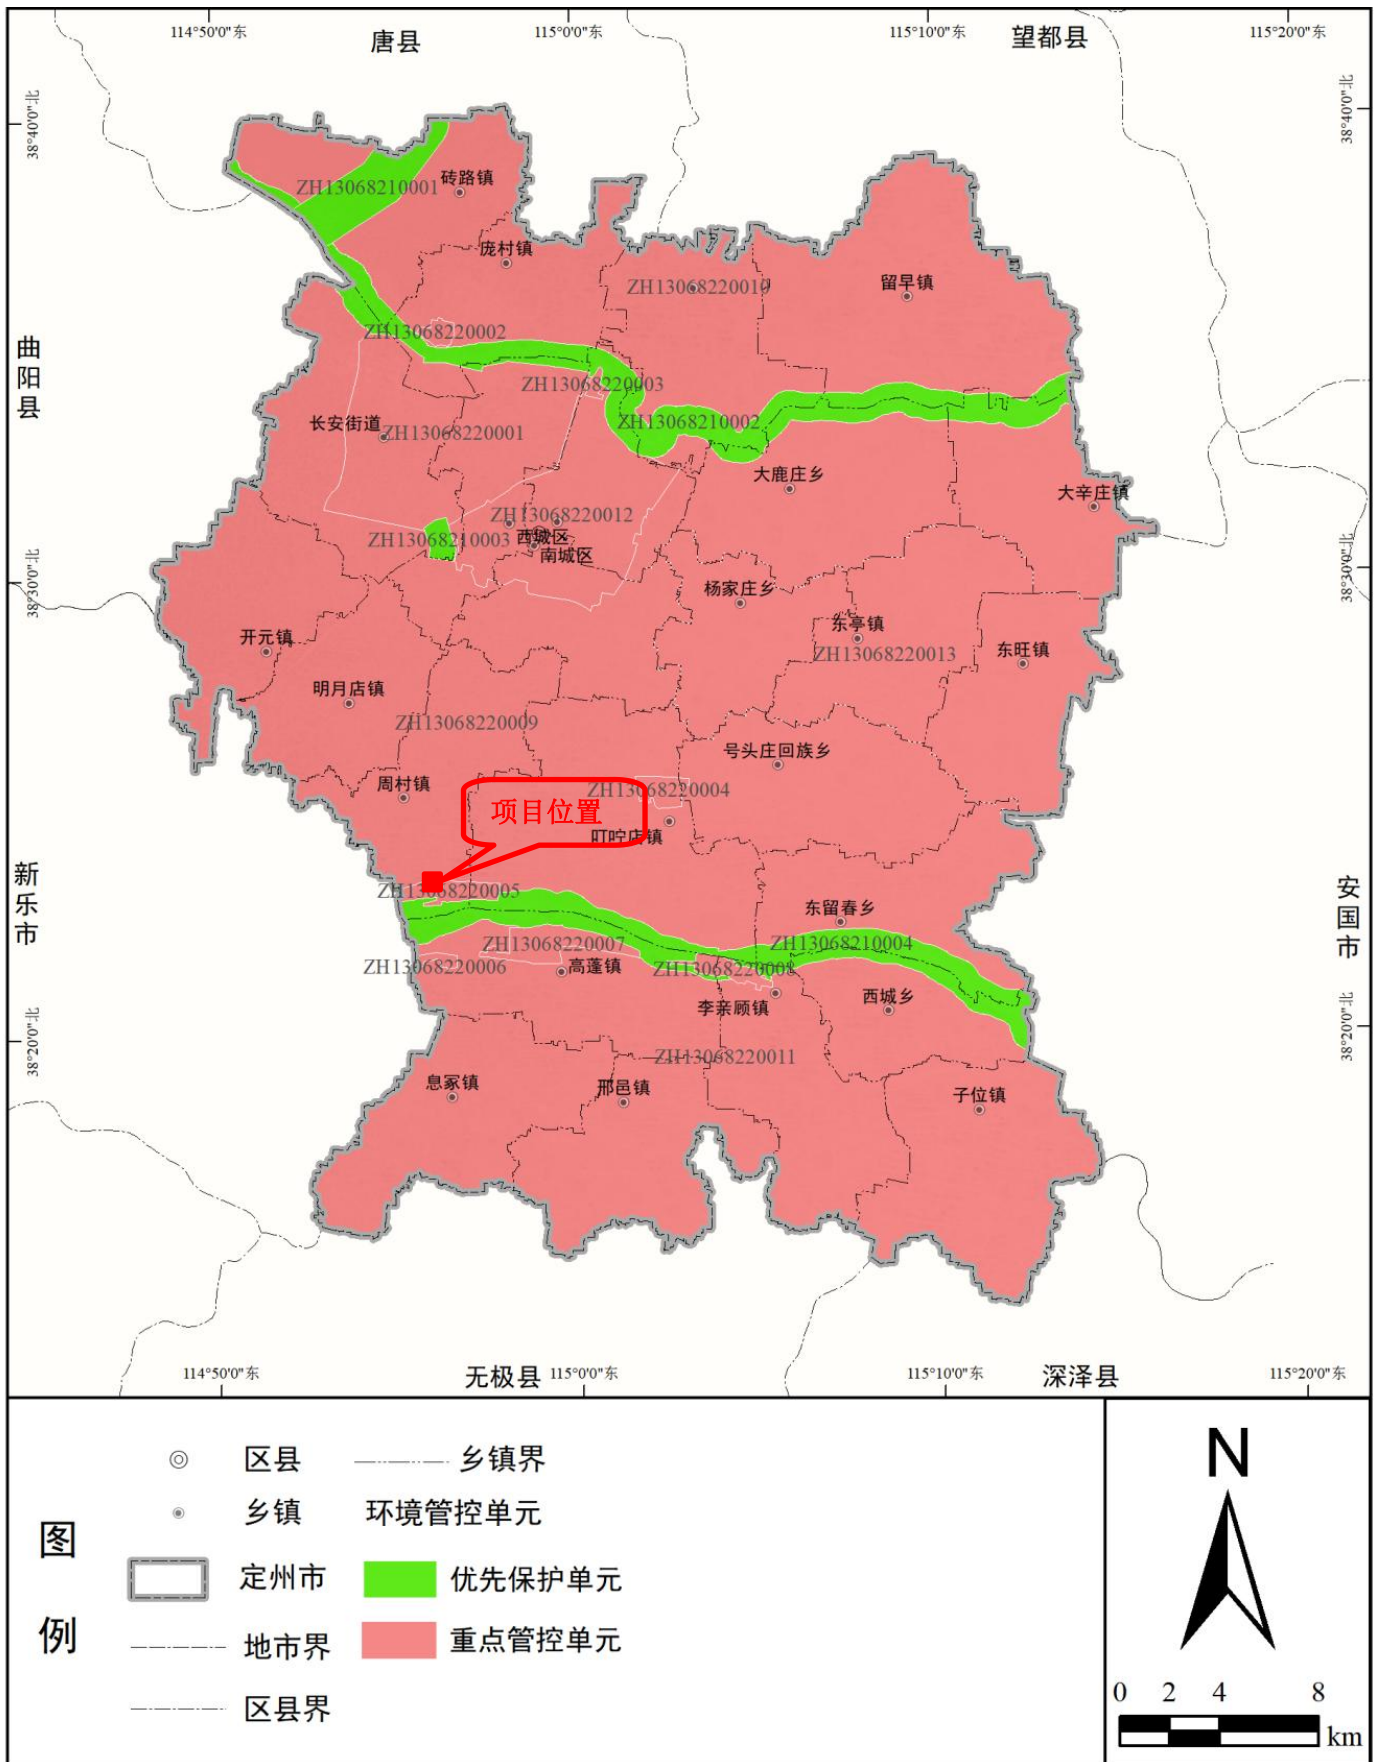 114°50'0"东
115°0'0"东
115°10'0"东
115°20'0"东
唐县
望都县
38°40'0"北
38°40'0"北
ZH13068210001
砖路镇
庞村镇
ZH13068220010
留早镇
曲阳县
ZH13068220002
ZH13068220003
长安街道
ZH13068220001
ZH13068210002
大鹿庄乡
大辛庄镇
ZH13068220012
ZH13068210003
西城区
南城区
38°30'0"北
38°30'0"北
杨家庄乡
东亭镇
ZH13068220013
东旺镇
开元镇
明月店镇
ZH13068220009
号头庄回族乡
周村镇
ZH13068220004
项目位置
叮咛店镇
新乐市
安国市
ZH13068220005
东留春乡
ZH13068220007
ZH13068210004
ZH13068220006
高蓬镇
ZH13068220008
李亲顾镇
西城乡
38°20'0"北
38°20'0"北
ZH13068220011
息冢镇
邢邑镇
子位镇
114°50'0"东
无极县
115°0'0"东
115°10'0"东
深泽县
115°20'0"东
图例
区县
乡镇界
乡镇
环境管控单元
定州市
优先保护单元
地市界
重点管控单元
区县界
N
0 2 4 8
km